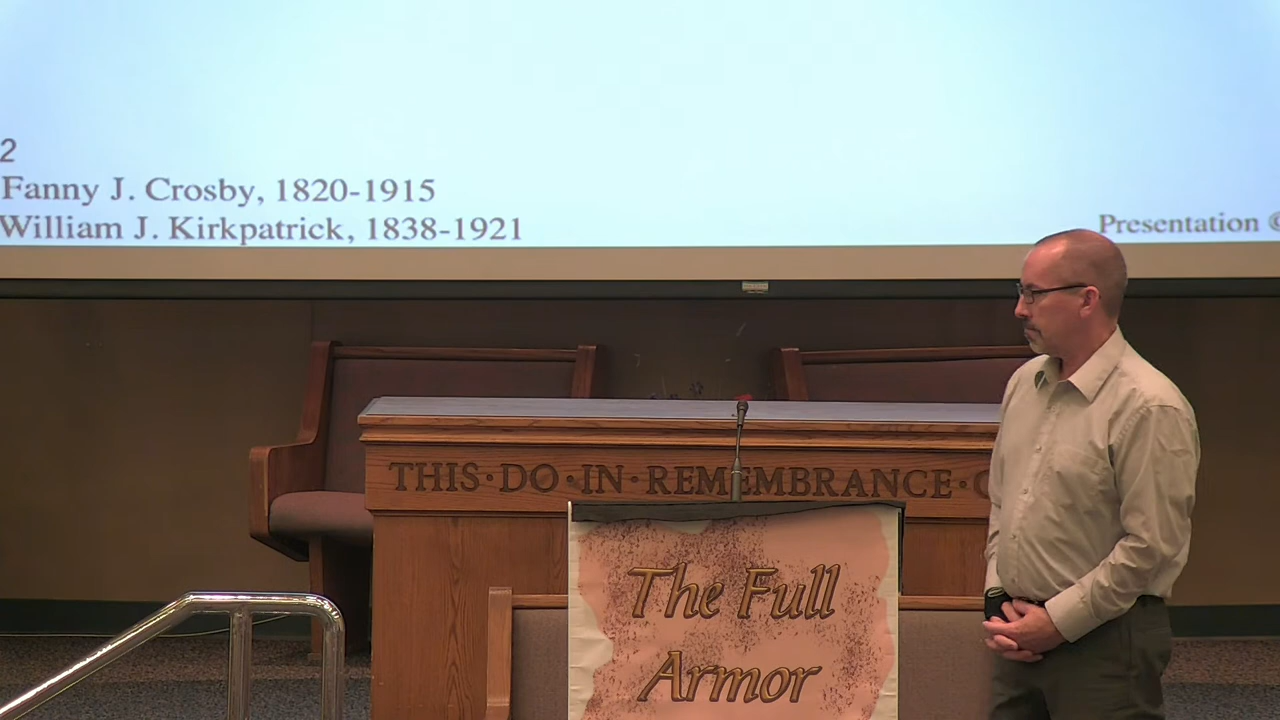 2
Fanny J. Crosby, 1820-1915
William J. Kirkpatrick, 1838-1921
Presentation ©
THIS·DO·IN·REMEMBRANCE·
The Full
Armor